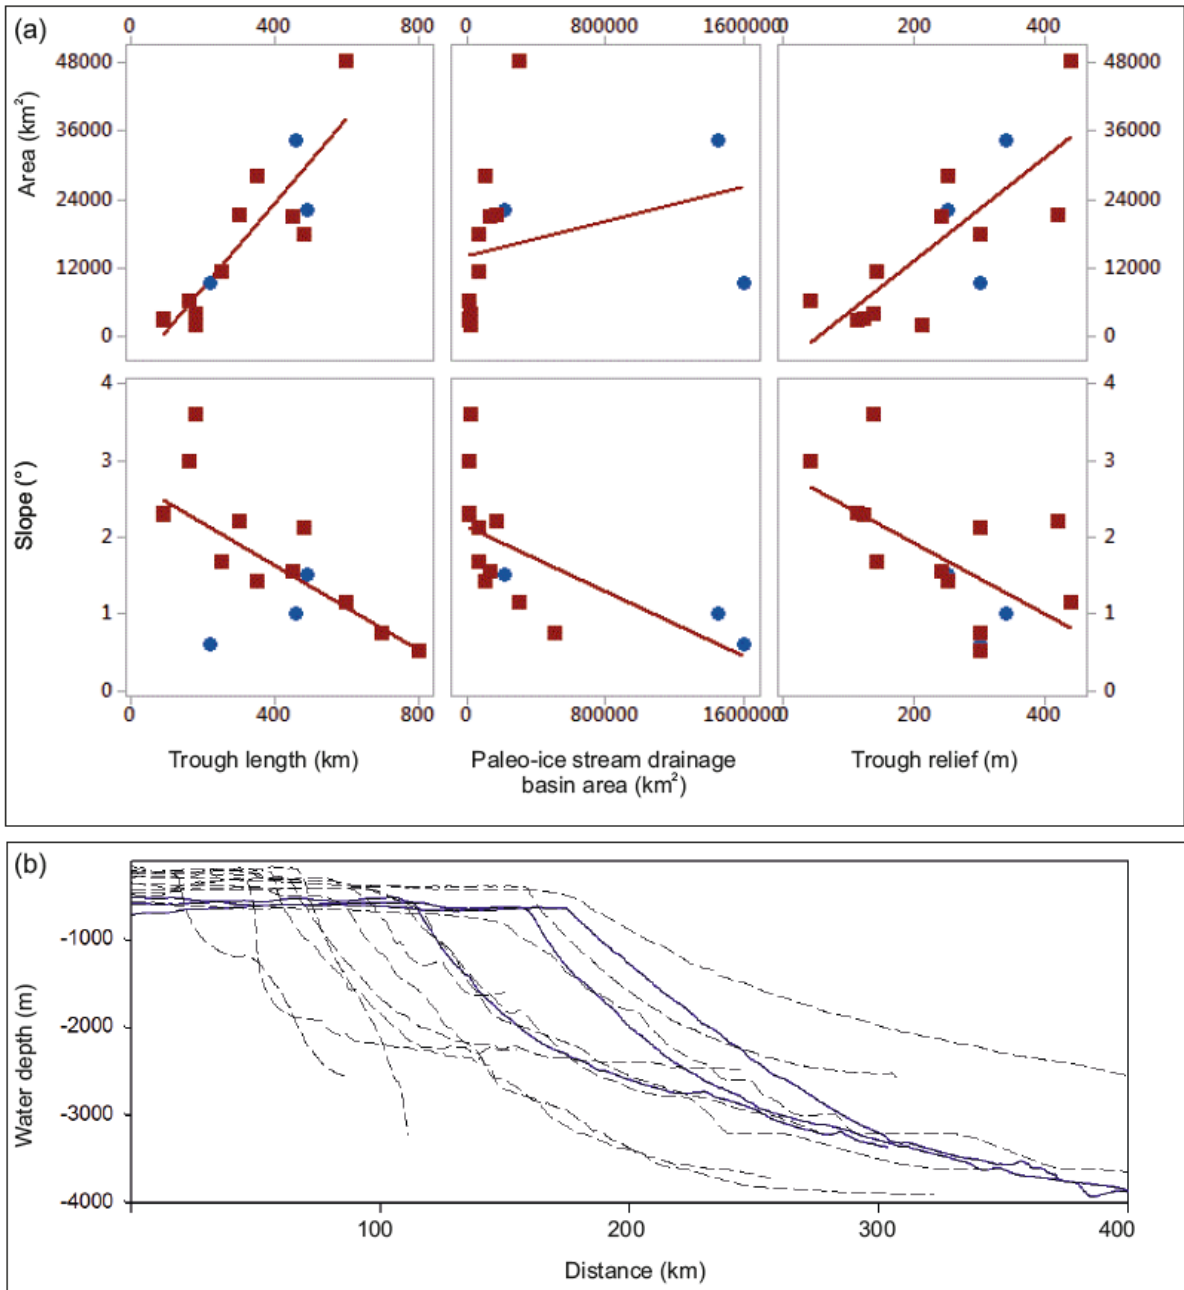 (a)
0 400 800 0 800000 1600000 0 200 400
48000 48000
36000 36000
24000 24000
12000 12000
0 0
Area (km²)
4 4
3 3
2 2
1 1
0 0
Slope (°)
0 400 800 0 800000 1600000 0 200 400
Trough length (km) Paleo-ice stream drainage Trough relief (m)
basin area (km²)
(b)
-1000
-2000
-3000
-4000
Water depth (m)
100 200 300 400
Distance (km)